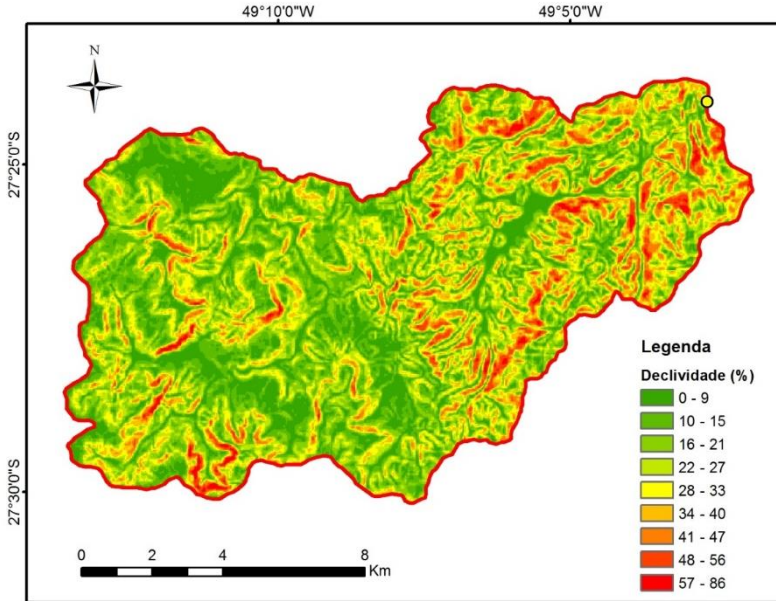 49°10'0"W
49°5'0"W
N
27°25'S
27°30'0"S
Legenda
Declividade (%)
0 - 9
10 - 15
16 - 21
22 - 27
28 - 33
34 - 40
41 - 47
48 - 56
57 - 86
0 2 4 8
Km